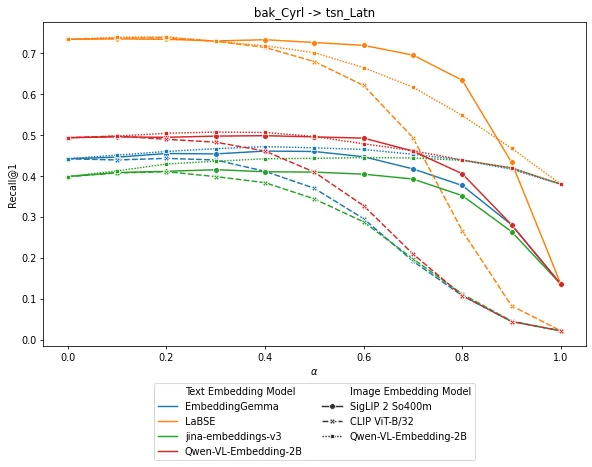 bak_Cyrl -> tsn_Latn
Recall@1
0.7
0.6
0.5
0.4
0.3
0.2
0.1
0.0
0.0 0.2 0.4 0.6 0.8 1.0
α
Text Embedding Model Image Embedding Model
EmbeddingGemma SigLIP 2 So400m
LaBSE CLIP ViT-B/32
jina-embeddings-v3 Qwen-VL-Embedding-2B
Qwen-VL-Embedding-2B